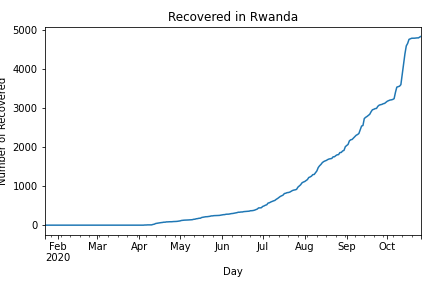 Recovered in Rwanda
Number of Recovered
5000
4000
3000
2000
1000
0
Feb Mar Apr May Jun Jul Aug Sep Oct
2020
Day